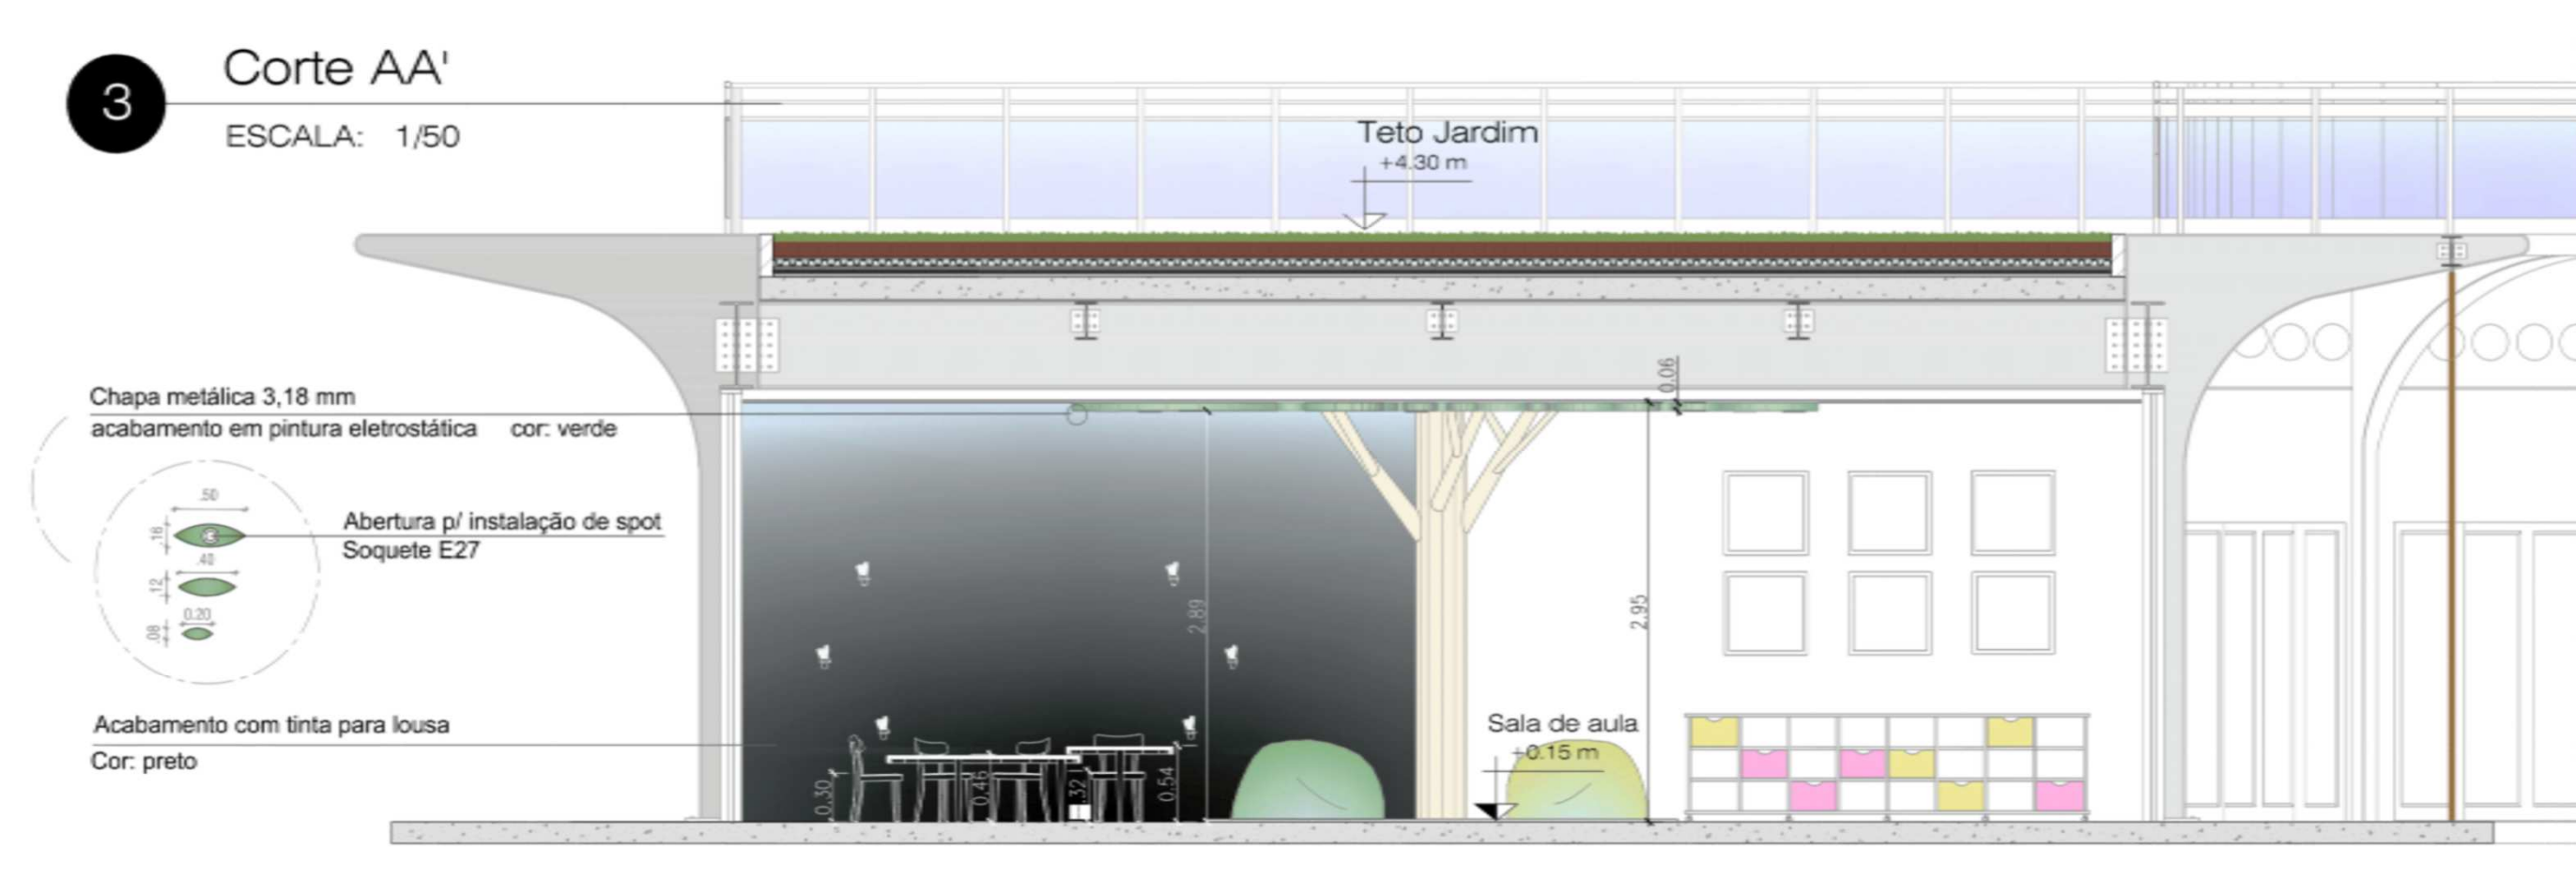 3
Corte AA'
ESCALA: 1/50
Teto Jardim
+4.30 m
0.06
Chapa metálica 3,18 mm
acabamento em pintura eletrostática cor: verde
.50
.16
Abertura p/ instalação de spot
Soquete E27
.40
.12
0.20
.08
2.89
2.95
Acabamento com tinta para lousa
Cor: preto
Sala de aula
+0.15 m
0.30
0.46
.32
0.54